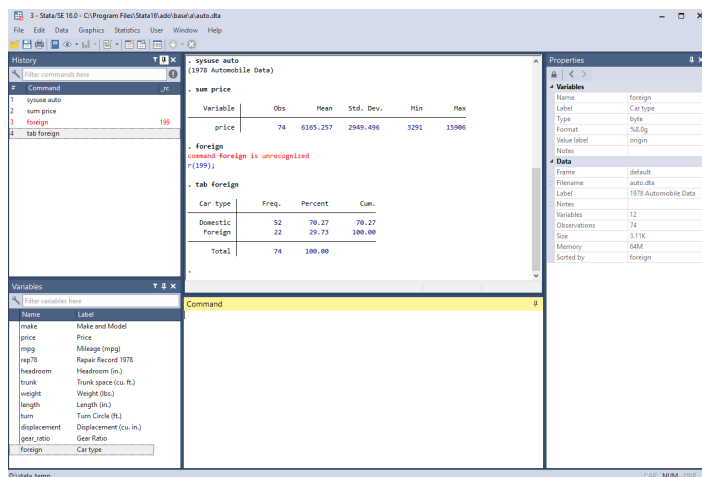 3 - Stata/SE 16.0 - C:\Program Files\Stata16\ado\base\a\auto.dta
File Edit Data Graphics Statistics User Window Help
History
Filter commands here
# Command _rc
1 sysuse auto
2 sum price
3 foreign 199
4 tab foreign
. sysuse auto
(1978 Automobile Data)
. sum price
Variable Obs Mean Std. Dev. Min Max
price 74 6165.257 2949.496 3291 15906
. foreign
command foreign is unrecognized
r(199);
. tab foreign
Car type Freq. Percent Cum.
Domestic 52 70.27 70.27
Foreign 22 29.73 100.00
Total 74 100.00
.
Variables
Filter variables here
Name Label
make Make and Model
price Price
mpg Mileage (mpg)
rep78 Repair Record 1978
headroom Headroom (in.)
trunk Trunk space (cu. ft.)
weight Weight (lbs.)
length Length (in.)
turn Turn Circle (ft.)
displacement Displacement (cu. in.)
gear_ratio Gear Ratio
foreign Car type
Command
Properties
Variables
Name foreign
Label Car type
Type byte
Format %8.0g
Value label origin
Notes
Data
Frame default
Filename auto.dta
Label 1978 Automobile Data
Notes
Variables 12
Observations 74
Size 3.11K
Memory 64M
Sorted by foreign
D:\stata_temp
CAP NUM OVR